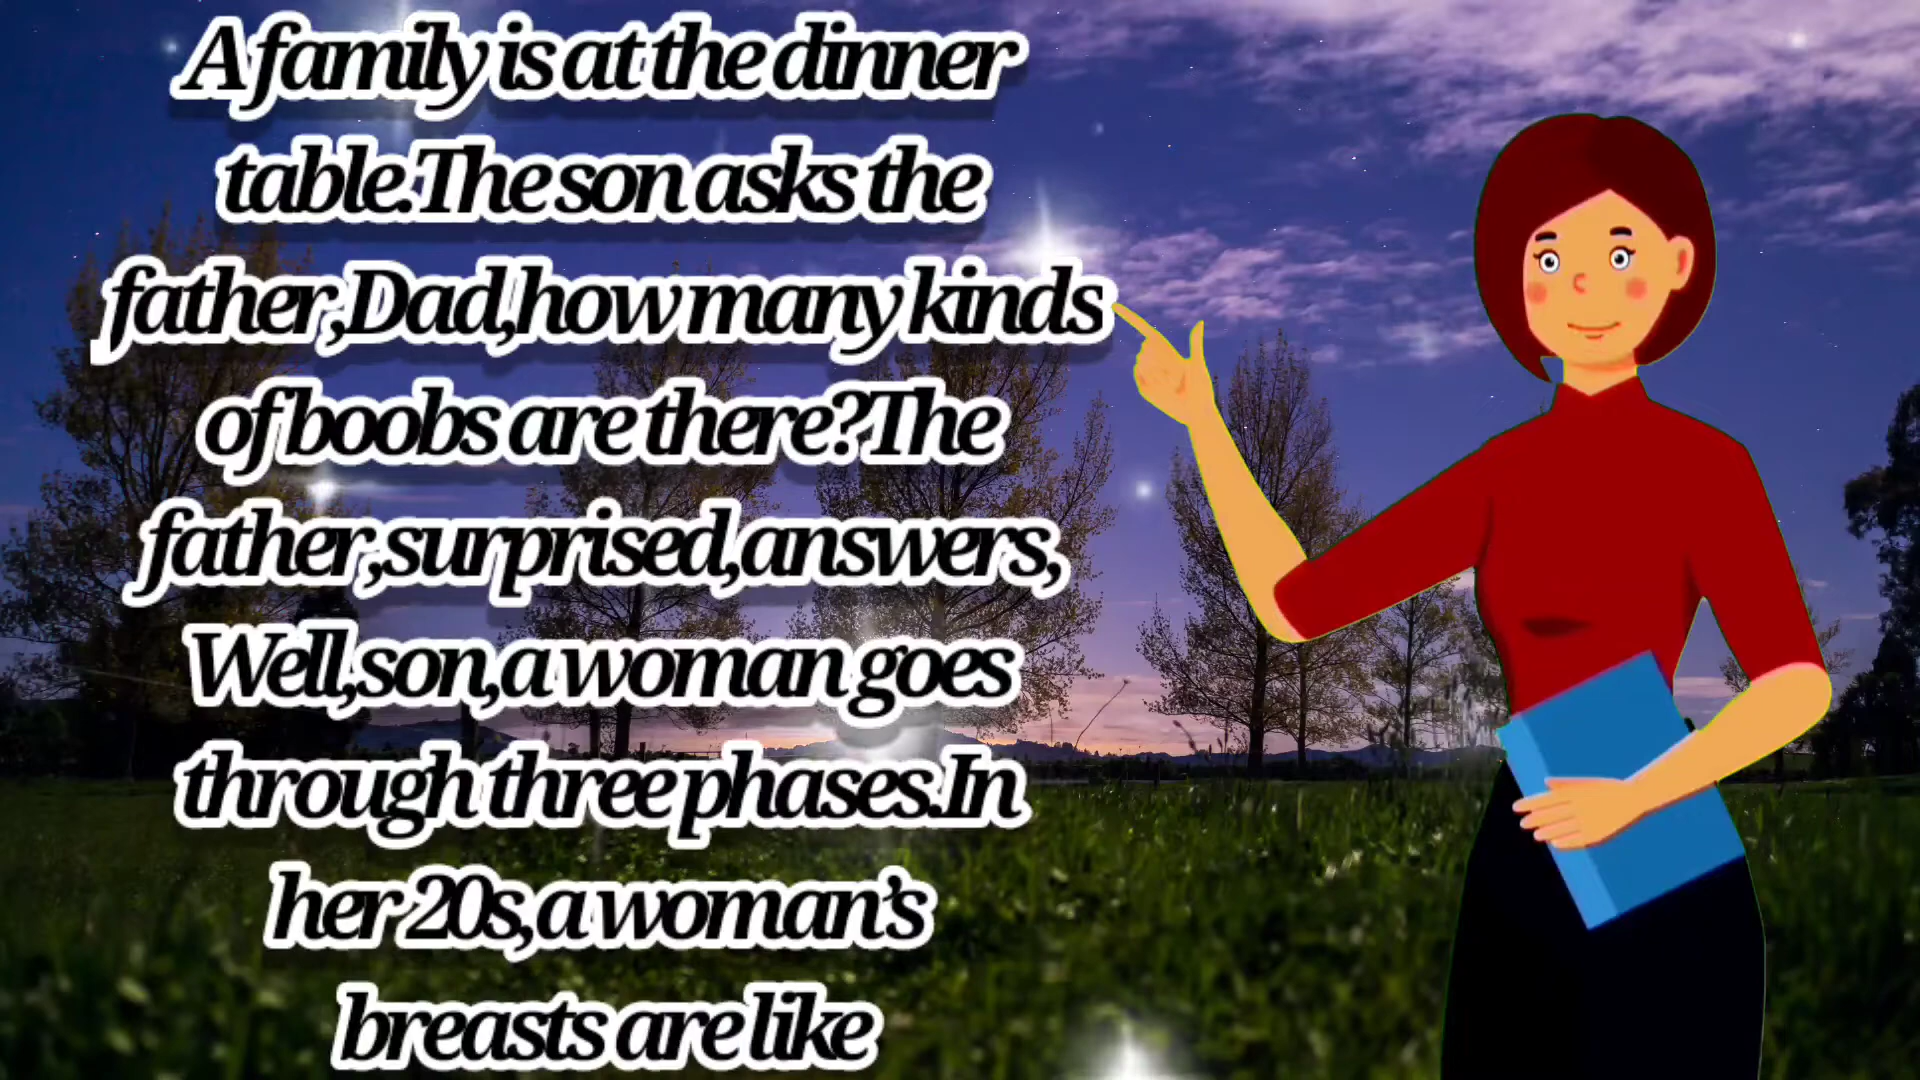 A family is at the dinner
table.The son asks the
father,Dad,how many kinds
of boobs are there?The
father,surprised,answers,
Well,son,a woman goes
through three phases.In
her 20s,a woman's
breasts are like